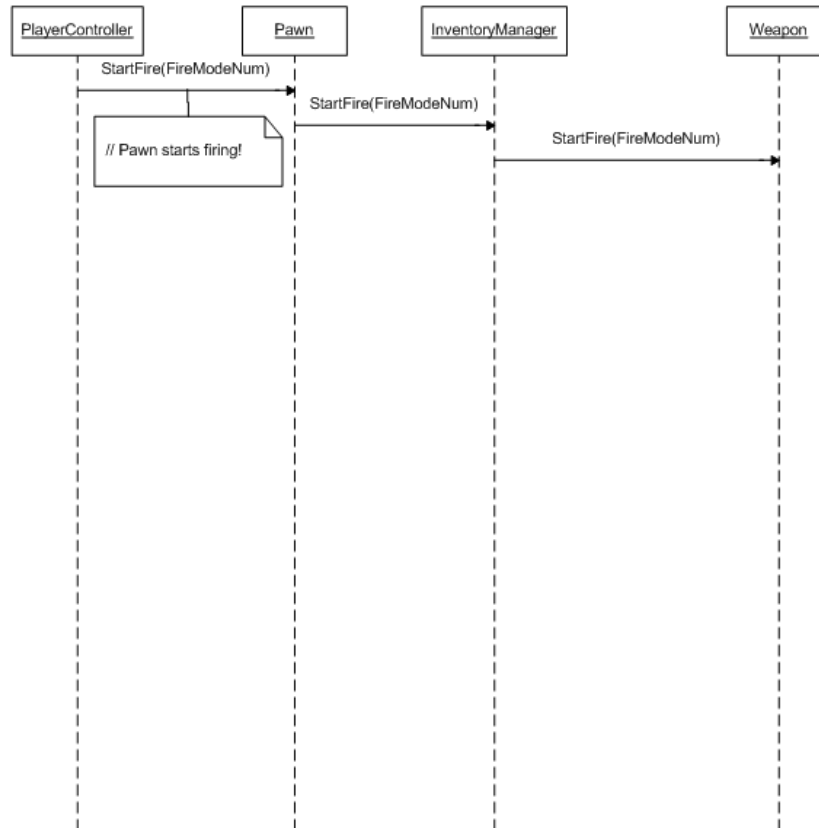 PlayerController
Pawn
InventoryManager
Weapon
StartFire(FireModeNum)
StartFire(FireModeNum)
StartFire(FireModeNum)
// Pawn starts firing!